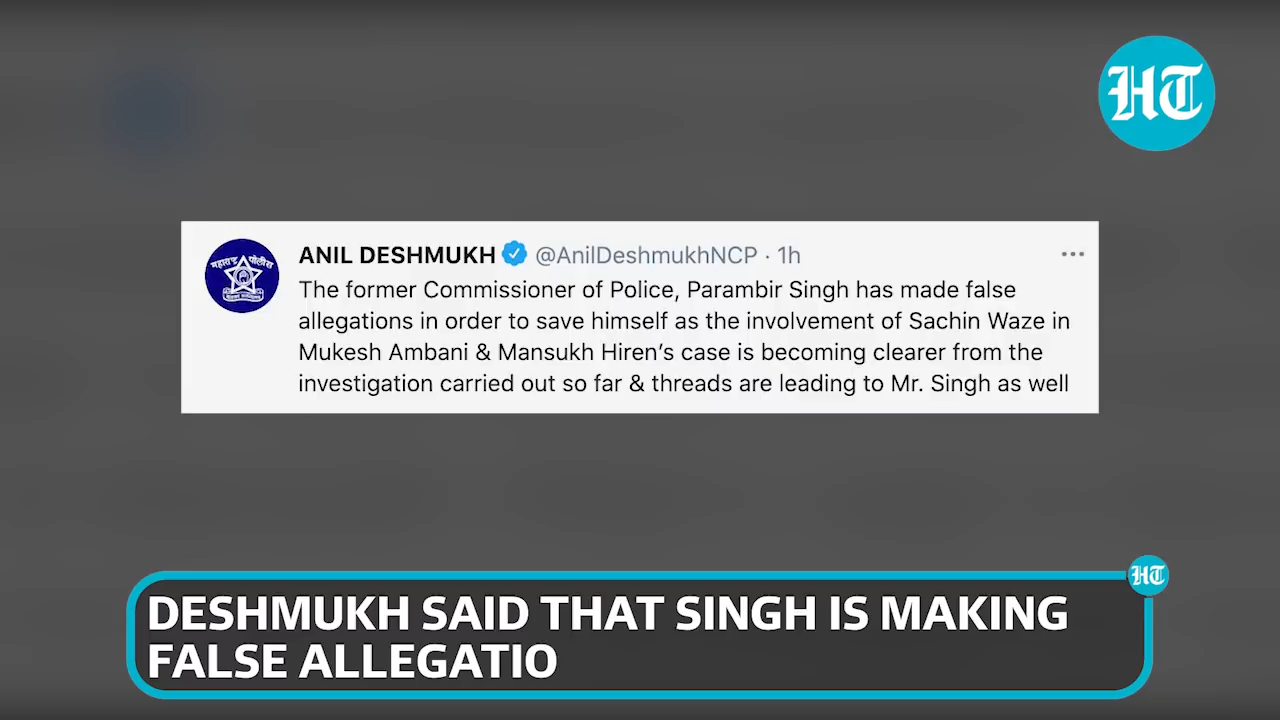 HT
ANIL DESHMUKH @AnilDeshmukhNCP · 1h
The former Commissioner of Police, Parambir Singh has made false
allegations in order to save himself as the involvement of Sachin Waze in
Mukesh Ambani & Mansukh Hiren’s case is becoming clearer from the
investigation carried out so far & threads are leading to Mr. Singh as well
महाराष्ट्र पोलीस
HT
DESHMUKH SAID THAT SINGH IS MAKING
FALSE ALLEGATIO